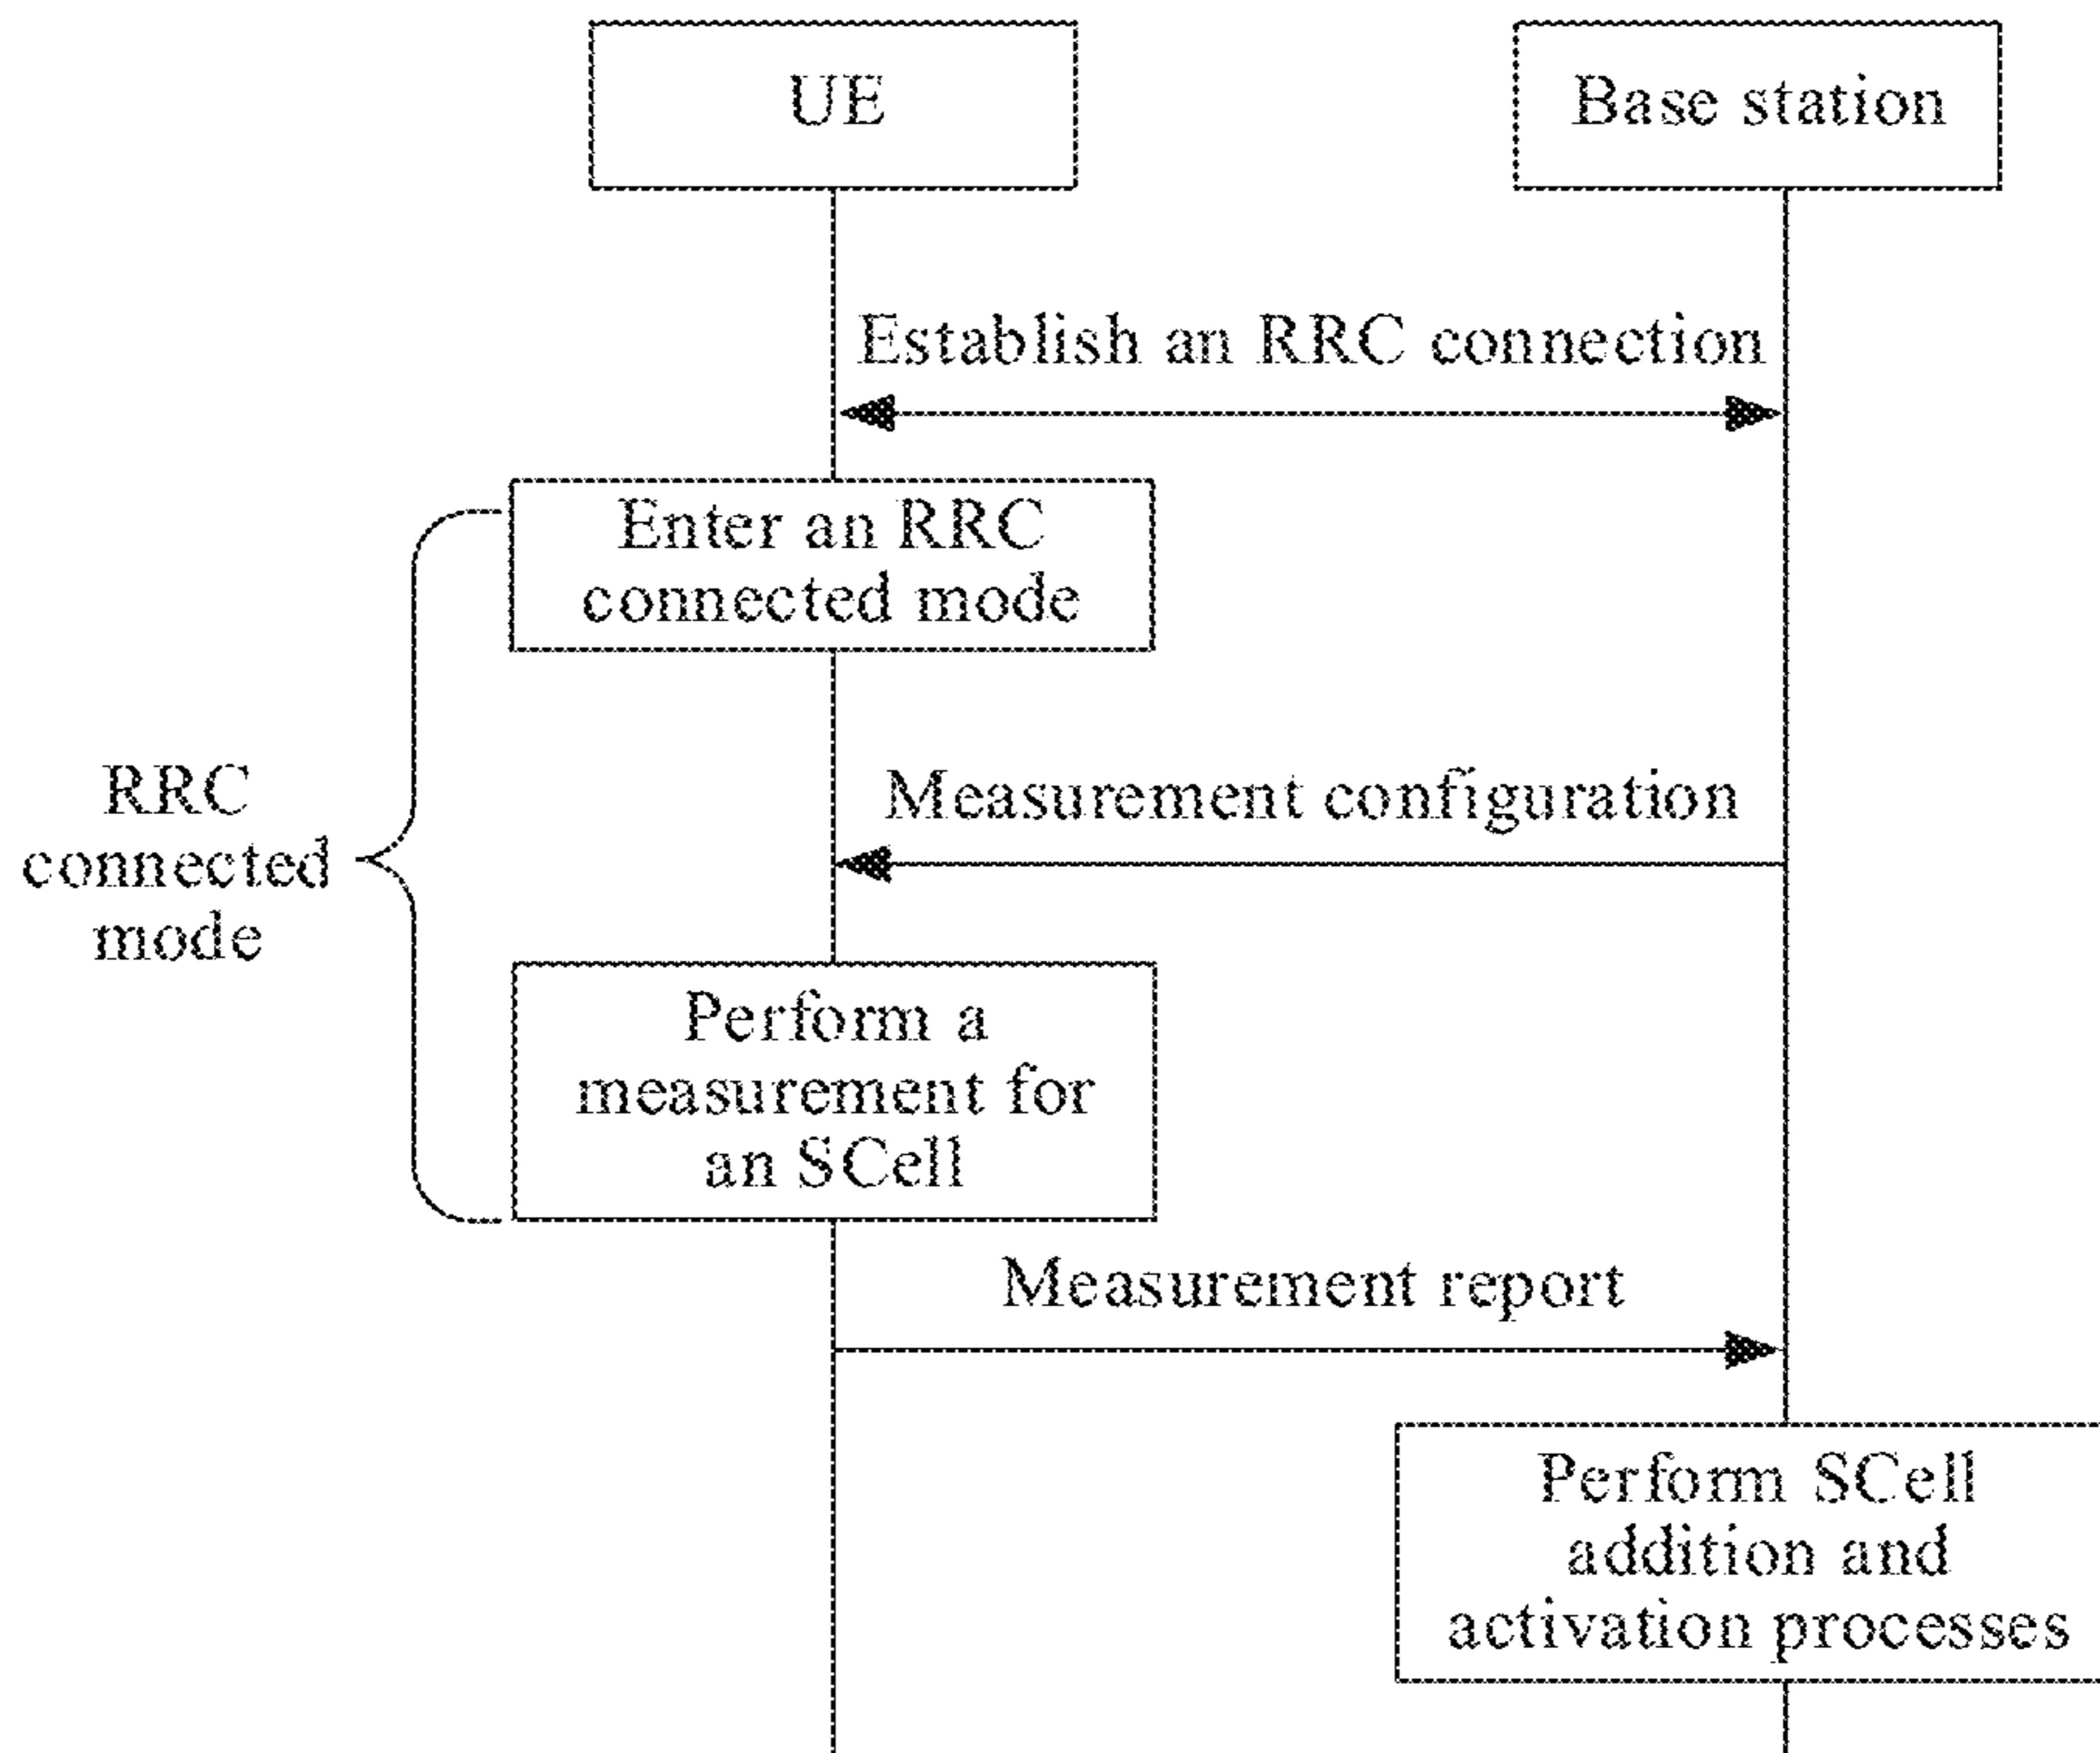 UE
Base station
Establish an RRC connection
Enter an RRC
connected mode
RRC
connected
mode
Measurement configuration
Perform a
measurement for
an SCell
Measurement report
Perform SCell
addition and
activation processes